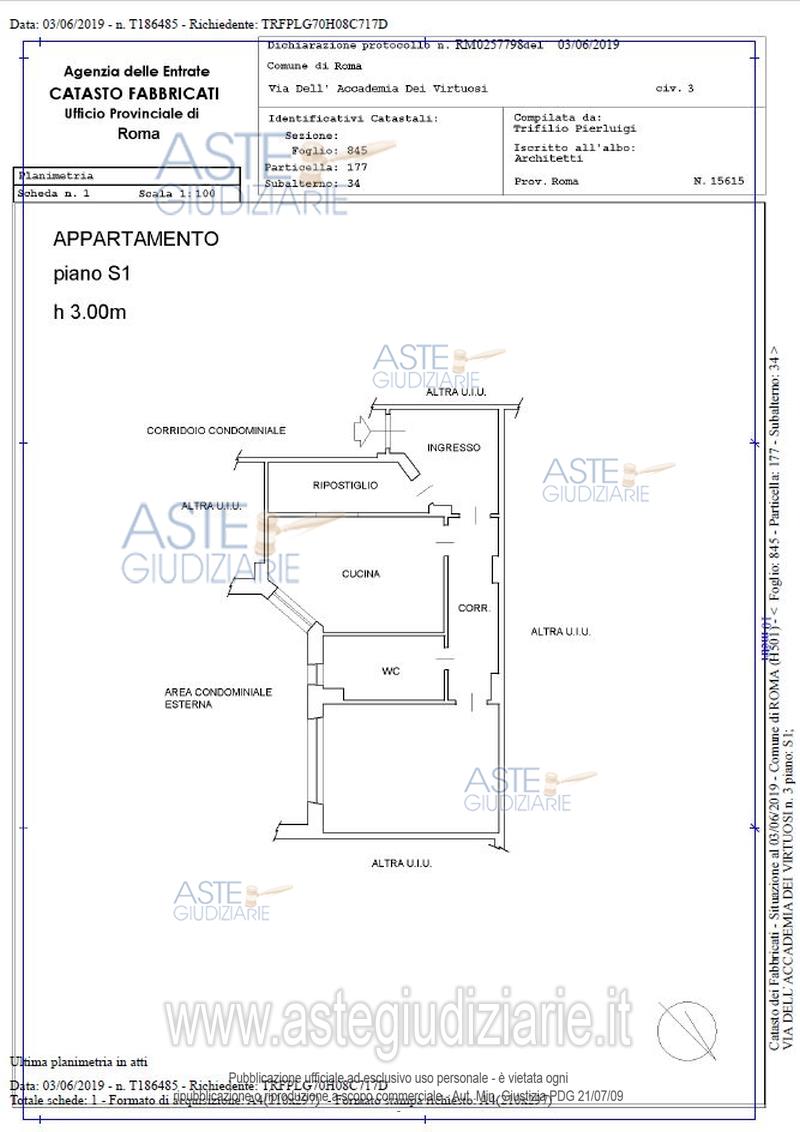 Data: 03/06/2019 - n. T186485 - Richiedente: TRFPLG70H08C717D
Agenzia delle Entrate
CATASTO FABBRICATI
Ufficio Provinciale di
Roma
Dichiarazione protocollo n. RM0257798del 03/06/2019
Comune di Roma
Via Dell' Accademia Dei Virtuosi civ. 3
Identificativi Catastali:
Sezione:
Foglio: 845
Particella: 177
Subalterno: 34
Compilata da:
Trifilio Pierluigi
Iscritto all'albo:
Architetti
Prov. Roma N. 15615
Planimetria
Scheda n. 1 Scala 1:100
ASTE
GIUDIZIARIE
APPARTAMENTO
piano S1
h 3.00m
ASTE
GIUDIZIARIE
ALTRA U.I.U.
CORRIDOIO CONDOMINIALE
INGRESSO
RIPOSTIGLIO
ASTE
GIUDIZIARIE
ALTRA U.I.U.
ASTE
GIUDIZIARIE
CUCINA
CORR.
ALTRA U.I.U.
WC
AREA CONDOMINIALE
ESTERNA
ASTE
GIUDIZIARIE
ALTRA U.I.U.
ASTE
GIUDIZIARIE
www.astegiudiziarie.it
10 metri
Catasto dei Fabbricati - Situazione al 03/06/2019 - Comune di ROMA (H501) - < Foglio: 845 - Particella: 177 - Subalterno: 34 >
VIA DELL'ACCADEMIA DEI VIRTUOSI n. 3 piano: S1;
Ultima planimetria in atti
Data: 03/06/2019 - n. T186485 - Richiedente: TRFPLG70H08C717D
Totale schede: 1 - Formato di acquisizione: A4(210x297) - Formato stampa richiesto: A4(210x297)
Pubblicazione ufficiale ad esclusivo uso personale - è vietata ogni
ripubblicazione o riproduzione a scopo commerciale - Aut. Min. Giustizia PDG 21/07/09